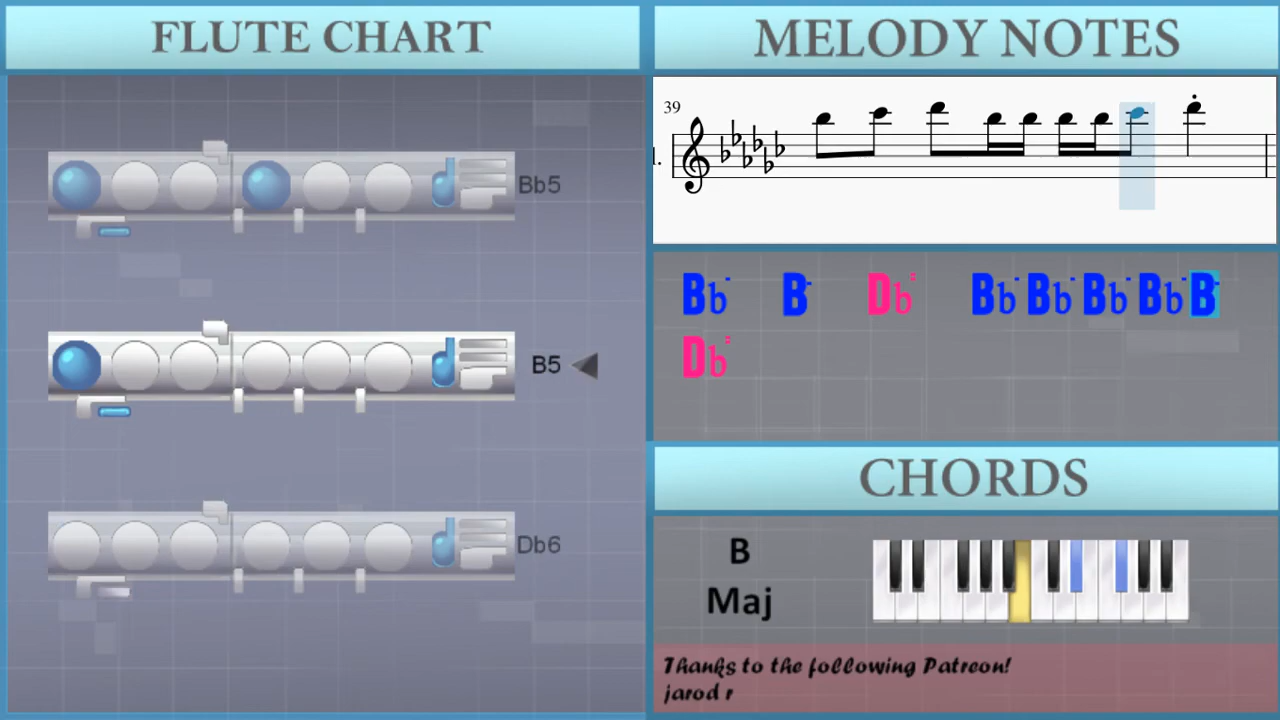 FLUTE CHART
MELODY NOTES
39
Bb5
B5
Db6
Bb B Db Bb Bb Bb Bb B
Db
CHORDS
B
Maj
Thanks to the following Patreon!
jarod r